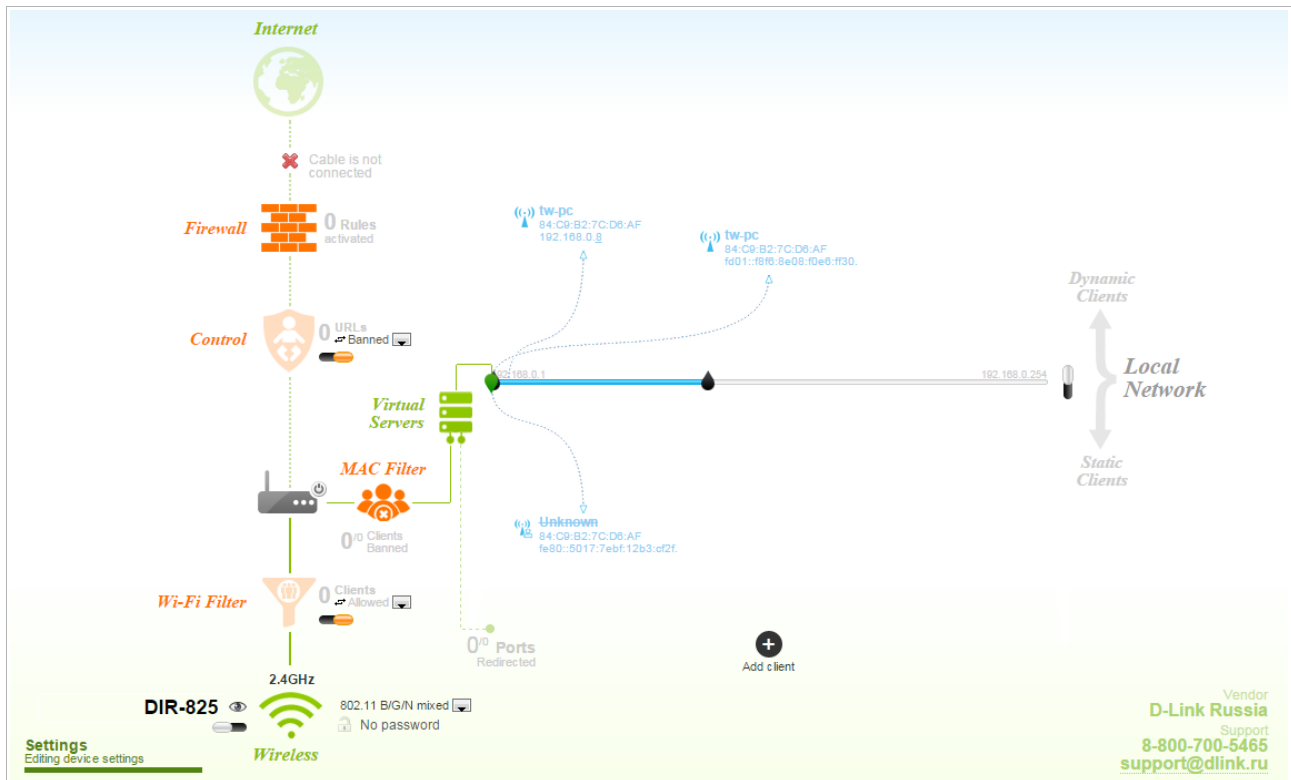 Internet
Cable is not
connected
Firewall
0 Rules
activated
tw-pc
84:C9:B2:7C:D6:AF
192.168.0.8
tw-pc
84:C9:B2:7C:D6:AF
fd01::f8f6:8e08:f0e6:ff30.
Dynamic
Clients
Control
0 URLs
Banned
192.168.0.1
192.168.0.254
Local
Network
Virtual
Servers
MAC Filter
Static
Clients
0/0 Clients
Banned
Unknown
84:C9:B2:7C:D6:AF
fe80::5017:7ebf:12b3:cf2f.
Wi-Fi Filter
0 Clients
Allowed
0/0 Ports
Redirected
Add client
2.4GHz
DIR-825
802.11 B/G/N mixed
No password
Wireless
Settings
Editing device settings
Vendor
D-Link Russia
Support
8-800-700-5465
support@dlink.ru